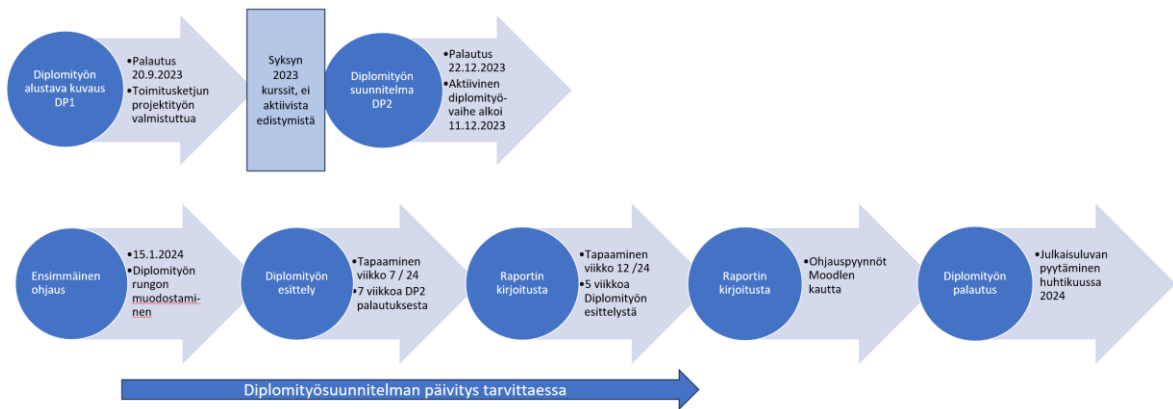 Diplomityön
alustava kuvaus
DP1
•Palautus
20.9.2023
•Toimitusketjun
projektityön
valmistuttua
Syksyn
2023
kurssit, ei
aktiivista
edistymistä
Diplomityön
suunnitelma
DP2
•Palautus
22.12.2023
•Aktiivinen
diplomityö-
vaihe alkoi
11.12.2023
Ensimmäinen
ohjaus
•15.1.2024
•Diplomityön
rungon
muodostami-
nen
Diplomityön
esittely
•Tapaaminen
viikko 7 / 24
•7 viikkoa DP2
palautuksesta
Raportin
kirjoitusta
•Tapaaminen
viikko 12 /24
•5 viikkoa
Diplomityön
esittelystä
Raportin
kirjoitusta
•Ohjauspyynnöt
Moodlen
kautta
Diplomityön
palautus
•Julkaisuluvan
pyytäminen
huhtikuussa
2024
Diplomityösuunnitelman päivitys tarvittaessa